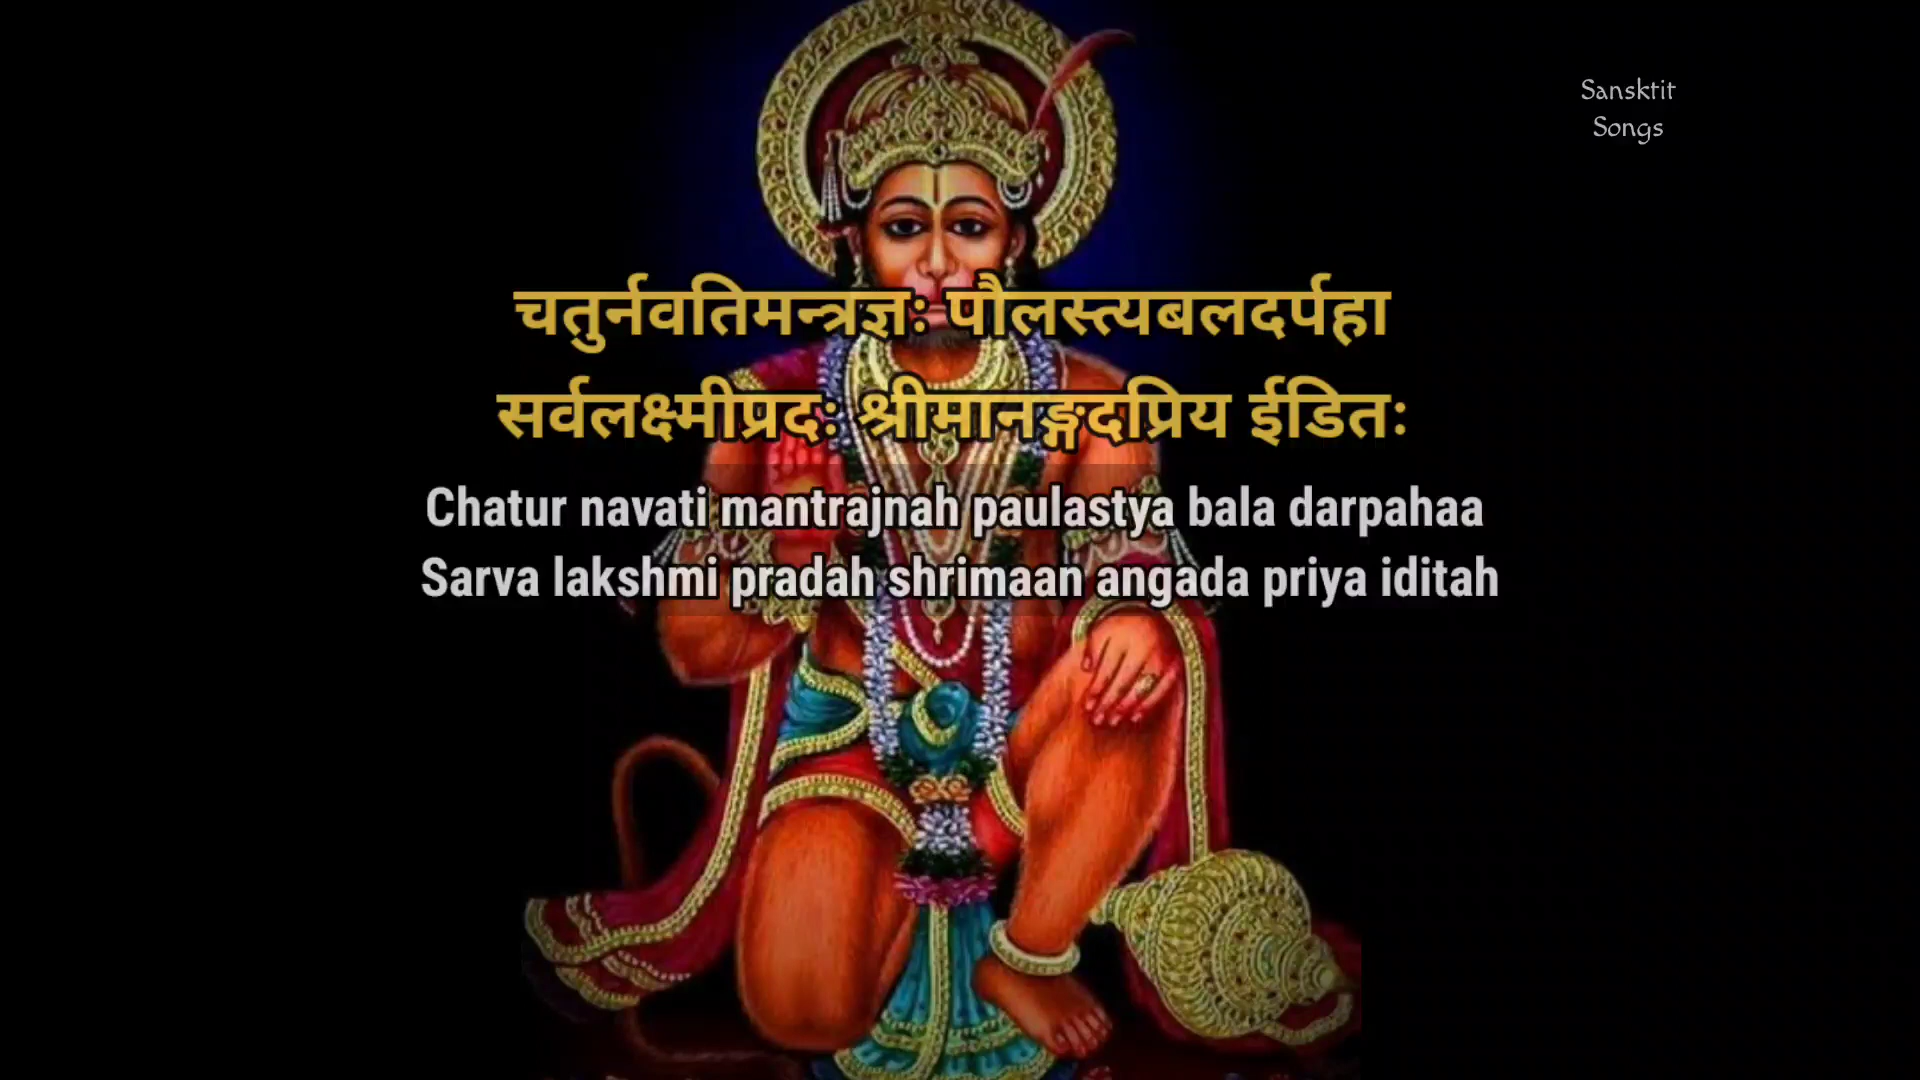 Sansktit
Songs
चतुर्नवतिमन्त्रज्ञः पौलस्त्यबलदर्पहा
सर्वलक्ष्मीप्रदः श्रीमानङ्गदप्रिय ईडितः
Chatur navati mantrajnah paulastya bala darpahaa
Sarva lakshmi pradah shrimaan angada priya iditah